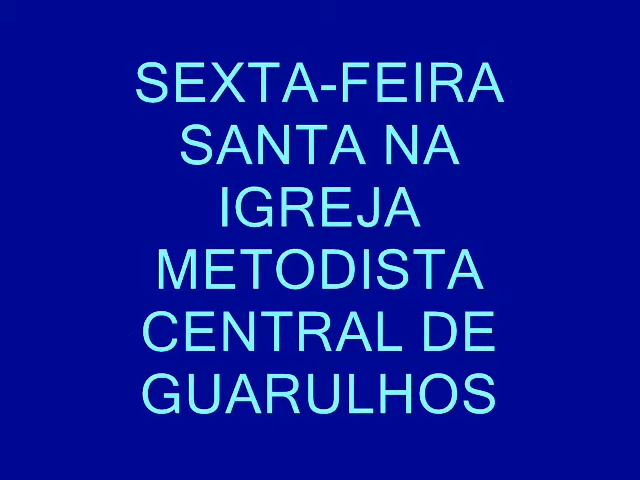 SEXTA-FEIRA
SANTA NA
IGREJA
METODISTA
CENTRAL DE
GUARULHOS